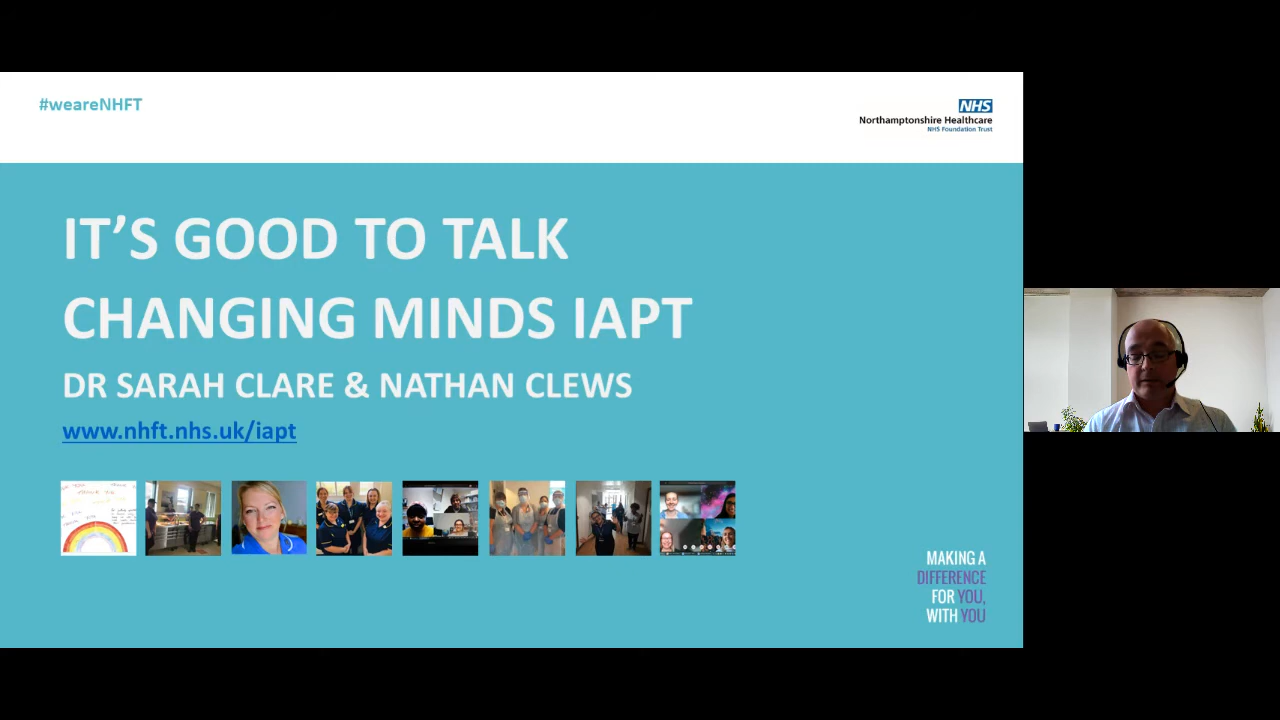 #weareNHFT
NHS
Northamptonshire Healthcare
NHS Foundation Trust
IT’S GOOD TO TALK
CHANGING MINDS IAPT
DR SARAH CLARE & NATHAN CLEWS
www.nhft.nhs.uk/iapt
MAKING A
DIFFERENCE
FOR YOU,
WITH YOU